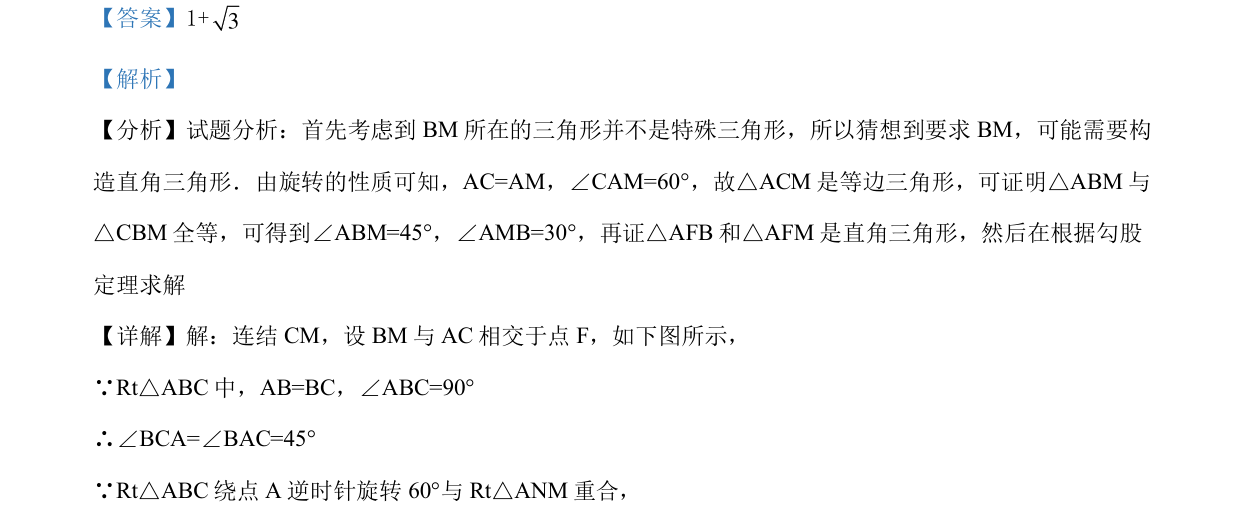 【答案】1+√3
【解析】
【分析】试题分析：首先考虑到 BM 所在的三角形并不是特殊三角形，所以猜想到要求 BM，可能需要构
造直角三角形．由旋转的性质可知，AC=AM，∠CAM=60°，故△ACM 是等边三角形，可证明△ABM 与
△CBM 全等，可得到∠ABM=45°，∠AMB=30°，再证△AFB 和△AFM 是直角三角形，然后在根据勾股
定理求解
【详解】解：连结 CM，设 BM 与 AC 相交于点 F，如下图所示，
∵Rt△ABC 中，AB=BC，∠ABC=90°
∴∠BCA=∠BAC=45°
∵Rt△ABC 绕点 A 逆时针旋转 60°与 Rt△ANM 重合，